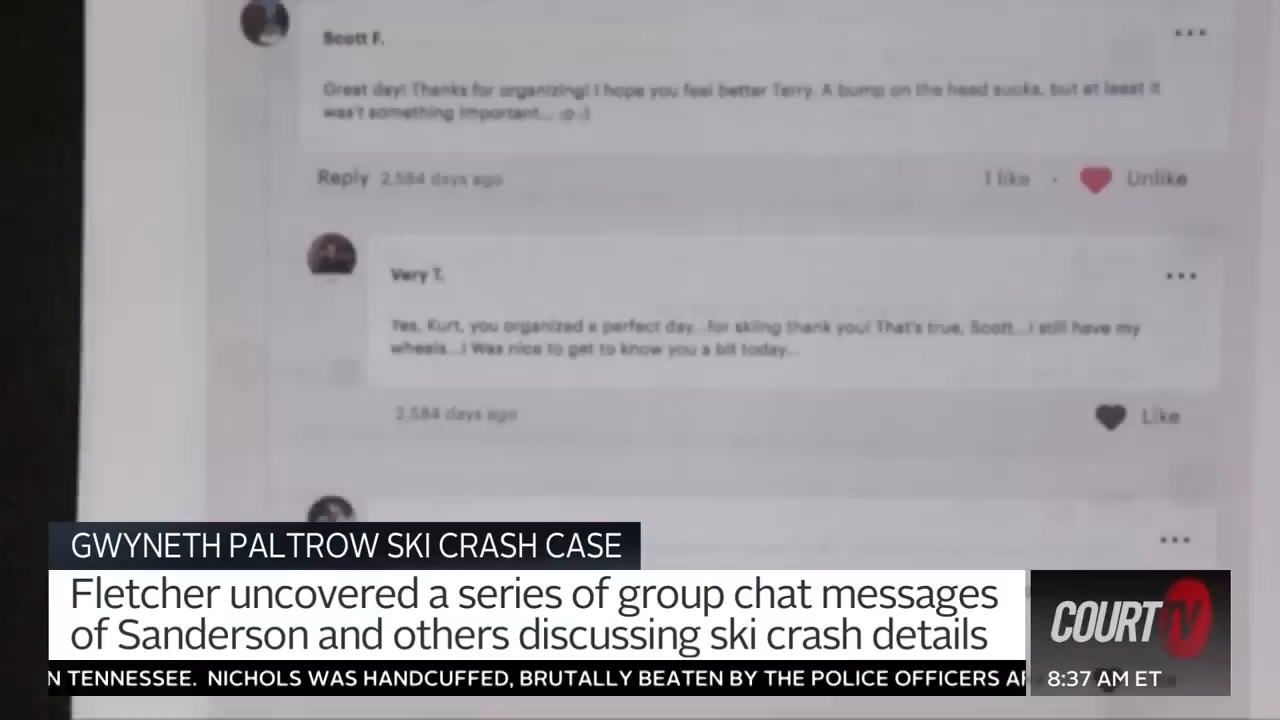 Scott F.
Great day! Thanks for organizing! I hope you feel better Terry. A bump on the head sucks, but at least it
was't something important... :o :)
Reply 2,584 days ago 1 like · Unlike
Very T.
Yes, Kurt, you organized a perfect day...for skiing thank you! That's true, Scott...I still have my
wheels...! Was nice to get to know you a bit today...
2,584 days ago Like
GWYNETH PALTROW SKI CRASH CASE
Fletcher uncovered a series of group chat messages
of Sanderson and others discussing ski crash details
COURT TV
N TENNESSEE. NICHOLS WAS HANDCUFFED, BRUTALLY BEATEN BY THE POLICE OFFICERS
8:37 AM ET